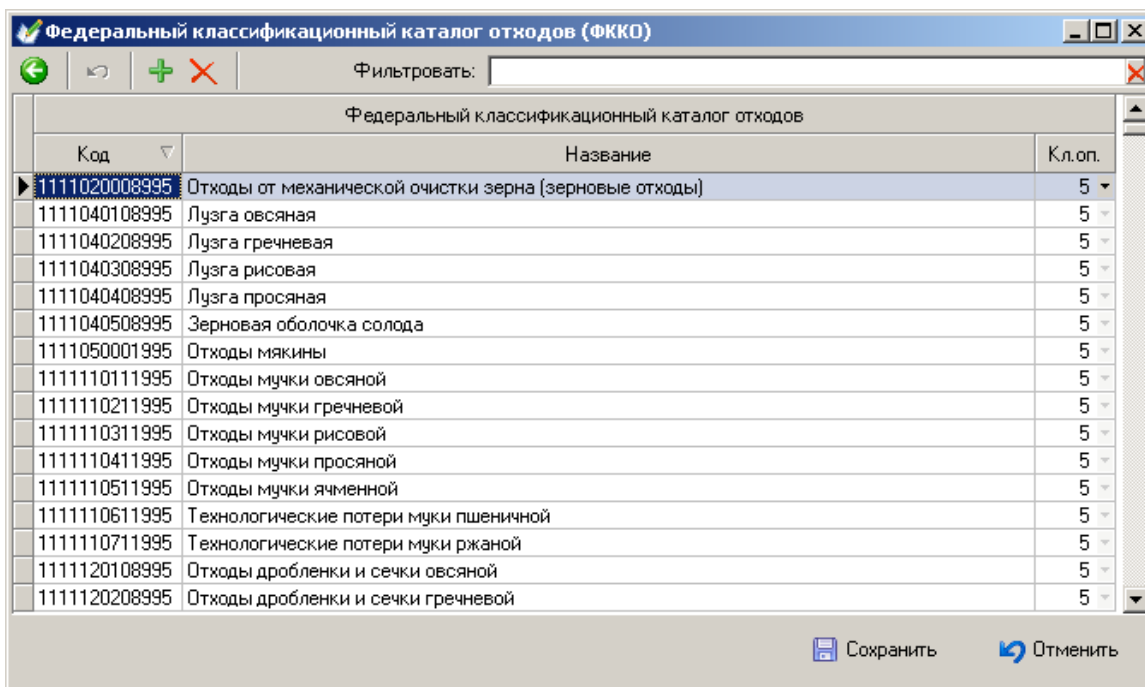 Федеральный классификационный каталог отходов (ФККО)
Фильтровать:
Федеральный классификационный каталог отходов
Код Название Кл.оп.
1111020008995 Отходы от механической очистки зерна (зерновые отходы) 5
1111040108995 Лузга овсяная 5
1111040208995 Лузга гречневая 5
1111040308995 Лузга рисовая 5
1111040408995 Лузга просяная 5
1111040508995 Зерновая оболочка солода 5
1111050001995 Отходы мякины 5
1111110111995 Отходы мучки овсяной 5
1111110211995 Отходы мучки гречневой 5
1111110311995 Отходы мучки рисовой 5
1111110411995 Отходы мучки просяной 5
1111110511995 Отходы мучки ячменной 5
1111110611995 Технологические потери муки пшеничной 5
1111110711995 Технологические потери муки ржаной 5
1111120108995 Отходы дробленки и сечки овсяной 5
1111120208995 Отходы дробленки и сечки гречневой 5
Сохранить Отменить